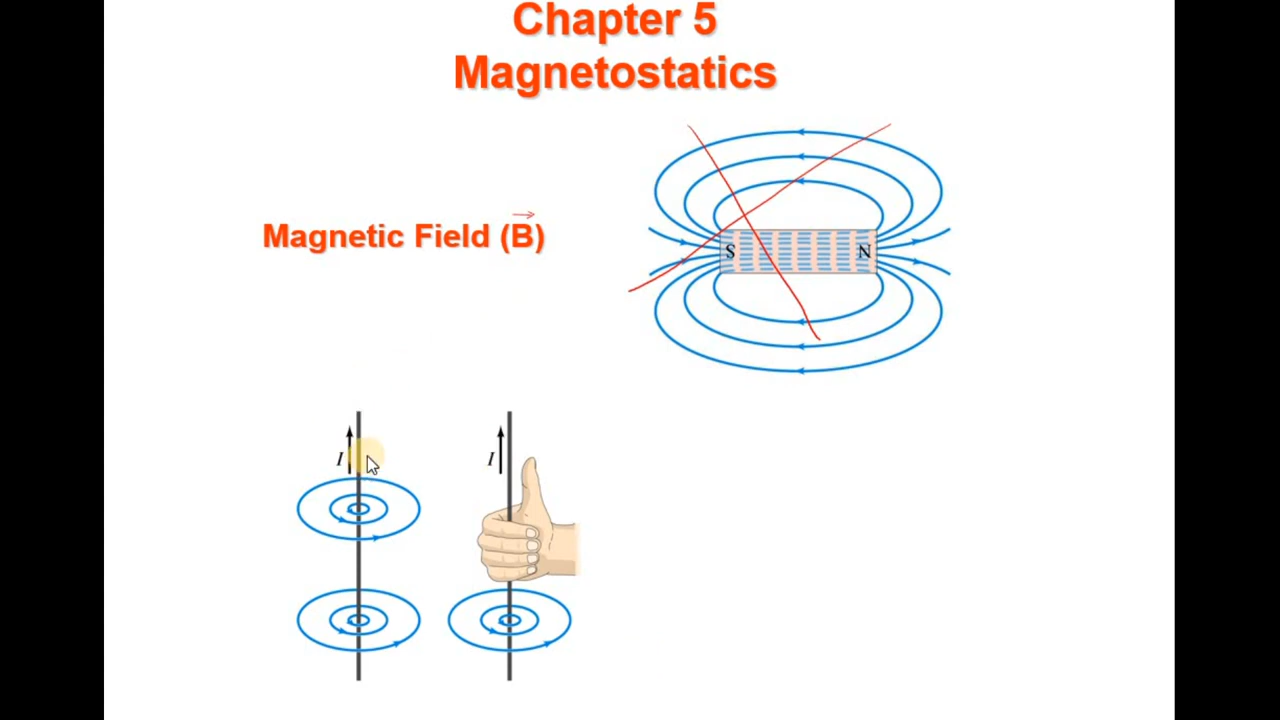 Chapter 5
Magnetostatics
Magnetic Field (B⃗)
S N
I I